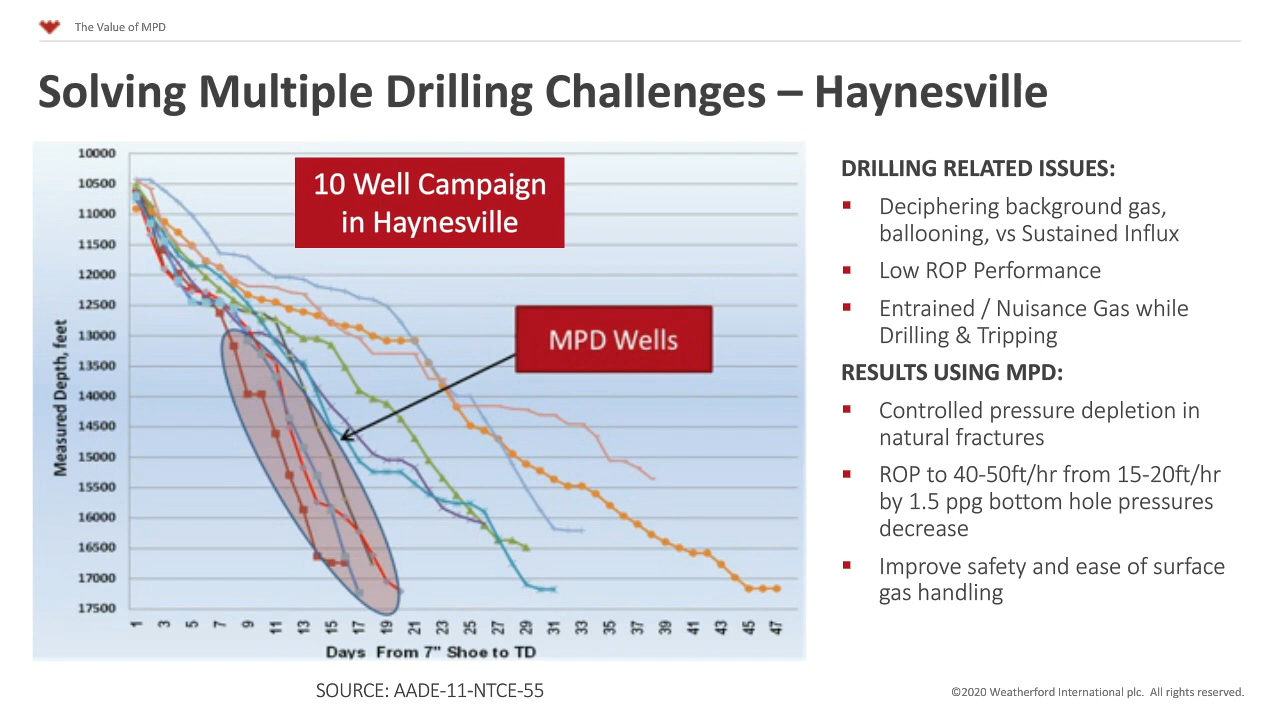 The Value of MPD
Solving Multiple Drilling Challenges – Haynesville
10000
10500
11000
11500
12000
12500
13000
13500
14000
14500
15000
15500
16000
16500
17000
17500
Measured Depth, feet
10 Well Campaign
in Haynesville
MPD Wells
1 3 5 7 9 11 13 15 17 19 21 23 25 27 29 31 33 35 37 39 41 43 45 47
Days From 7" Shoe to TD
SOURCE: AADE-11-NTCE-55
DRILLING RELATED ISSUES:
Deciphering background gas,
ballooning, vs Sustained Influx
Low ROP Performance
Entrained / Nuisance Gas while
Drilling & Tripping
RESULTS USING MPD:
Controlled pressure depletion in
natural fractures
ROP to 40-50ft/hr from 15-20ft/hr
by 1.5 ppg bottom hole pressures
decrease
Improve safety and ease of surface
gas handling
©2020 Weatherford International plc. All rights reserved.